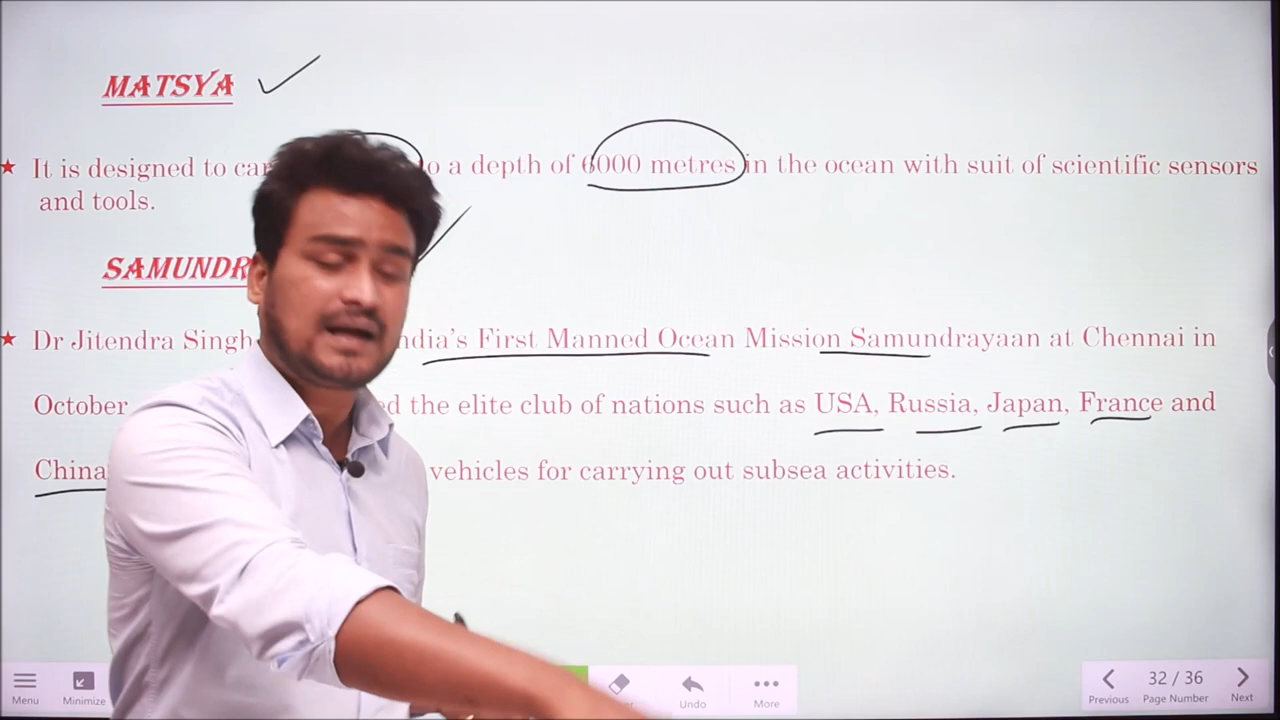 MATSYA
It is designed to car o a depth of 6000 metres in the ocean with suit of scientific sensors
and tools.
SAMUNDR
Dr Jitendra Singh ndia's First Manned Ocean Mission Samundrayaan at Chennai in
October ed the elite club of nations such as USA, Russia, Japan, France and
China vehicles for carrying out subsea activities.
Menu Minimize Undo More Previous 32 / 36 Page Number Next